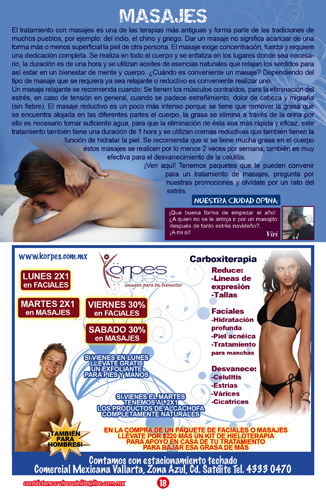 MASAJES
El tratamiento con masajes es una de las terapias más antiguas y forma parte de las tradiciones de
muchos pueblos, por ejemplo: del indio, el chino y griego. Dar un masaje no significa acariciar de una
forma más o menos superficial la piel de otra persona. El masaje exige concentración, fuerza y requiere
una dedicación completa. Se realiza en todo el cuerpo y se enfatiza en los lugares donde sea necesa-
rio, la duración es de una hora y se utilizan aceites de esencias naturales que relajan los sentidos para
así estar en un bienestar de mente y cuerpo. ¿Cuándo es conveniente un masaje? Dependiendo del
tipo de masaje que se requiera ya sea relajante o reductivo es conveniente realizar uno.
Un masaje relajante se recomienda cuando: Se tienen los músculos contraídos, para la eliminación del
estrés, en caso de tensión en general, cuando se padece estreñimiento, dolor de cabeza y migraña
(sin fiebre). El masaje reductivo es un poco más intenso porque se tiene que remover la grasa que
se encuentra alojada en las diferentes partes el cuerpo, la grasa se elimina a través de la orina por
ello es necesario tomar suficiente agua, para que la eliminación de ésta sea más rápida y eficaz, este
tratamiento también tiene una duración de 1 hora y se utilizan cremas reductivas que también tienen la
función de hidratar la piel. Se recomienda que si se tiene mucha grasa en el cuerpo
éstos masajes se realicen por lo menos 2 veces por semana, también es muy
efectiva para el desvanecimiento de la celulitis.
¡Ven aquí! Tenemos paquetes que te pueden convenir
para un tratamiento de masajes, pregunta por
nuestras promociones y olvídate por un rato del
estrés.
NUESTRA CIUDAD OPINA
¡Que buena forma de empezar el año!.
¿A quien no se le antoja ir por un masajito
después de tanto estrés navideño?.
¡A mi sí!
Viri
www.korpes.com.mx
Körpes
imagen para tu bienestar
LUNES 2X1
en FACIALES
MARTES 2X1
en MASAJES
VIERNES 30%
en FACIALES
SABADO 30%
en MASAJES
Carboxiterapia
Reduce:
-Líneas de
expresión
-Tallas
Faciales
-Hidratación
profunda
-Piel acnéica
-Tratamiento
para manchas
Desvanece:
-Celulitis
-Estrías
-Várices
-Cicatrices
SI VIENES EN LUNES
LLÉVATE GRATIS
UN EXFOLIANTE
PARA PIES Y MANOS
SI VIENES EL MARTES
TENEMOS AL 2X1
LOS PRODUCTOS DE ALCACHOFA
COMPLETAMENTE NATURALES
¡TAMBIÉN
PARA
HOMBRES!
EN LA COMPRA DE UN PAQUETE DE FACIALES O MASAJES
LLÉVATE POR $220 MÁS UN KIT DE HIELOTERAPIA
PARA APOYO EN CASA DE TU TRATAMIENTO
PARA BAJAR ESA GRASA DE MÁS
Contamos con estacionamiento techado
Comercial Mexicana Vallarta, Zona Azul, Cd. Satélite Tel. 4333 0470
18